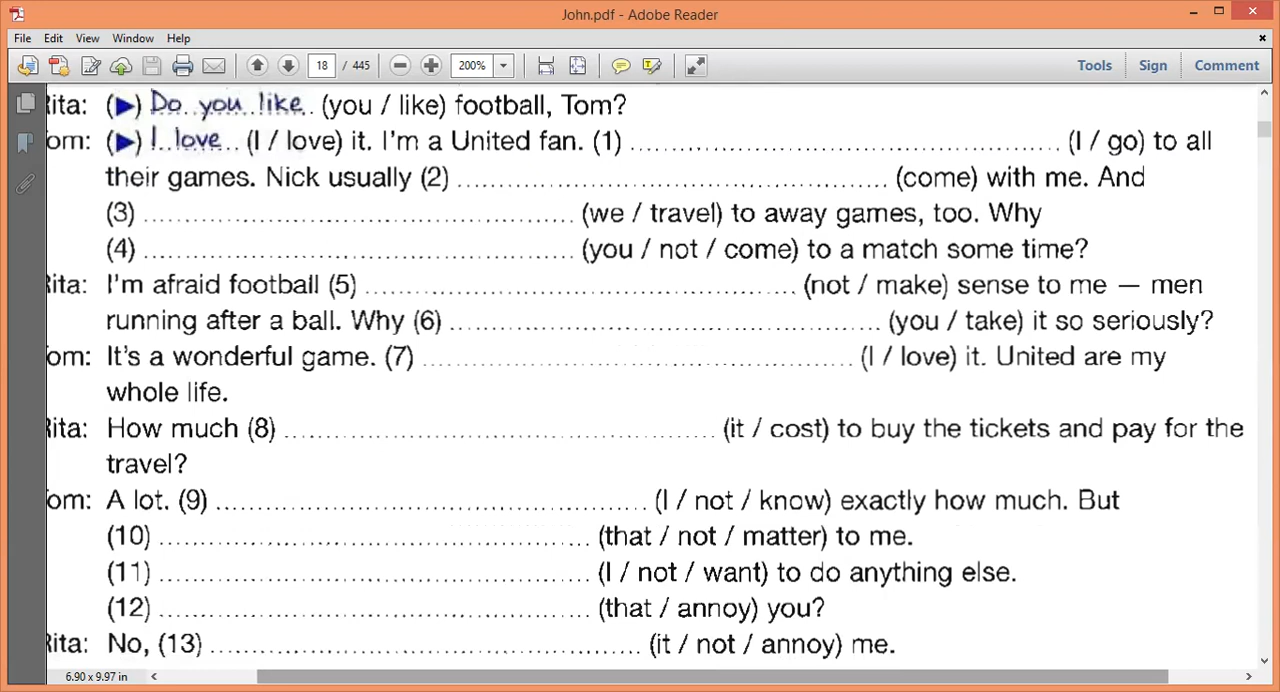 John.pdf - Adobe Reader
File Edit View Window Help
18 / 445 200% Tools Sign Comment
Rita: (▶) Do you like (you / like) football, Tom?
Tom: (▶) I love (I / love) it. I'm a United fan. (1) ........................................ (I / go) to all
their games. Nick usually (2) ........................................ (come) with me. And
(3) ........................................ (we / travel) to away games, too. Why
(4) ........................................ (you / not / come) to a match some time?
Rita: I'm afraid football (5) ........................................ (not / make) sense to me — men
running after a ball. Why (6) ........................................ (you / take) it so seriously?
Tom: It's a wonderful game. (7) ........................................ (I / love) it. United are my
whole life.
Rita: How much (8) ........................................ (it / cost) to buy the tickets and pay for the
travel?
Tom: A lot. (9) ........................................ (I / not / know) exactly how much. But
(10) ........................................ (that / not / matter) to me.
(11) ........................................ (I / not / want) to do anything else.
(12) ........................................ (that / annoy) you?
Rita: No, (13) ........................................ (it / not / annoy) me.
6.90 x 9.97 in